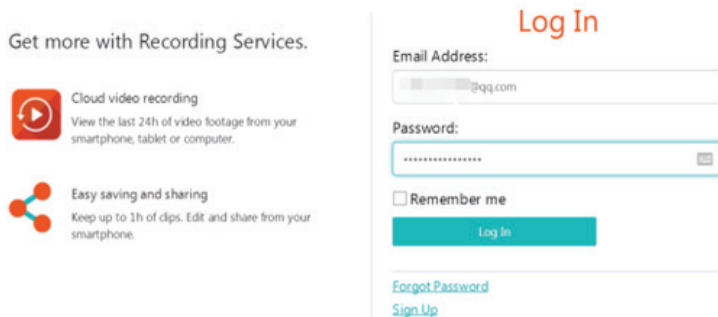 Get more with Recording Services.
Cloud video recording
View the last 24h of video footage from your
smartphone, tablet or computer.
Easy saving and sharing
Keep up to 1h of clips. Edit and share from your
smartphone.
Log In
Email Address:
@qq.com
Password:
••••••••••••••••
Remember me
Log In
Forgot Password
Sign Up